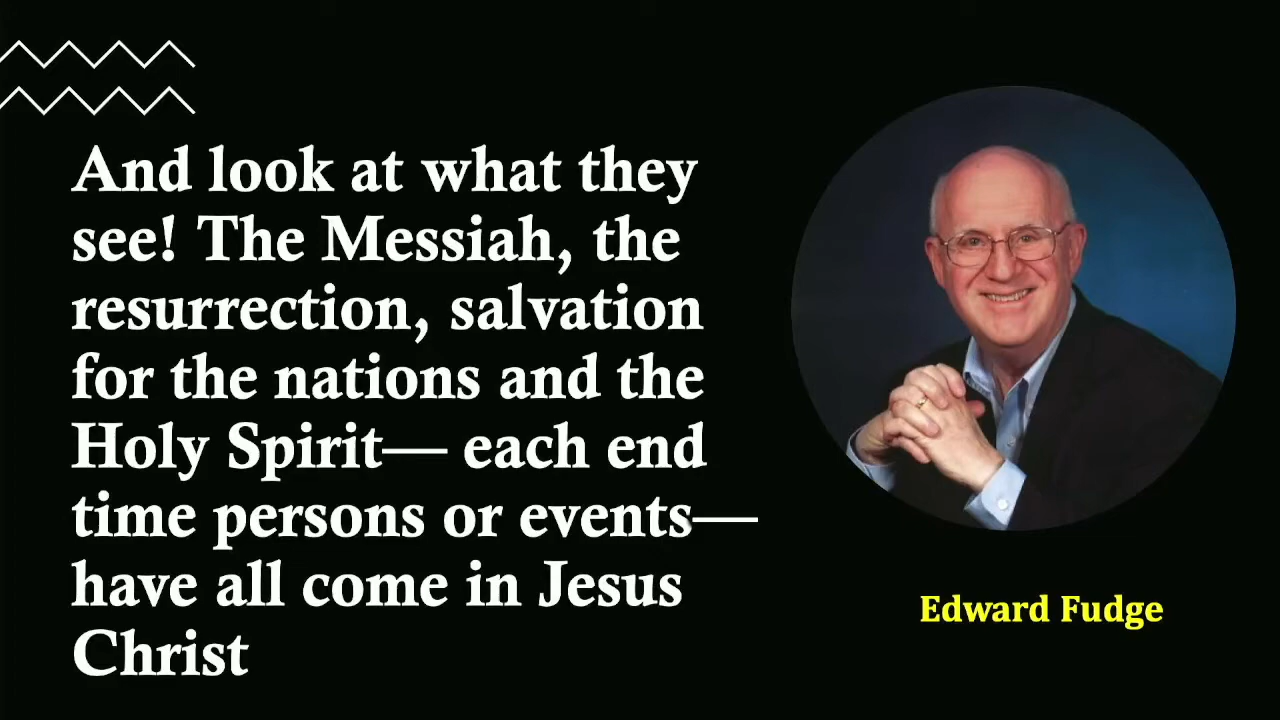 And look at what they
see! The Messiah, the
resurrection, salvation
for the nations and the
Holy Spirit— each end
time persons or events—
have all come in Jesus
Christ
Edward Fudge